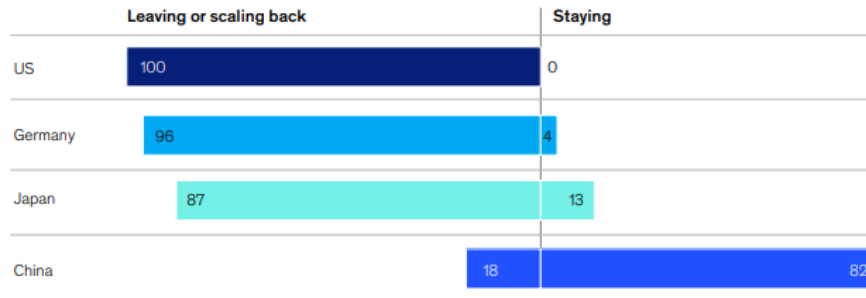 Leaving or scaling back Staying
US 100 0
Germany 96 4
Japan 87 13
China 18 82